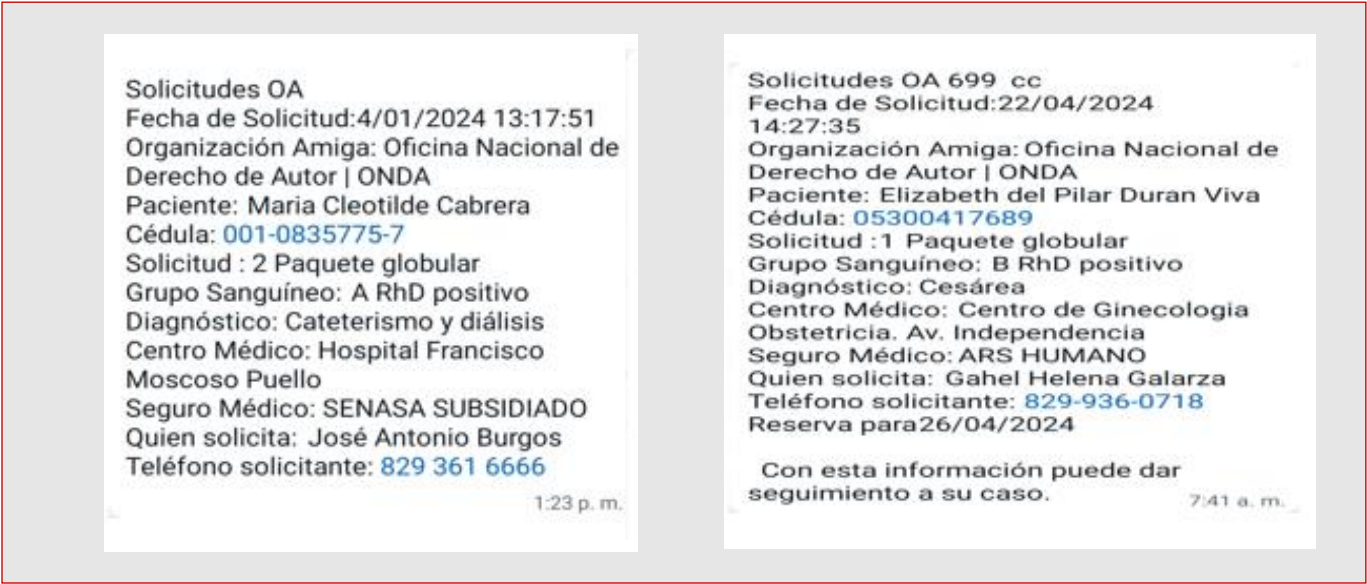 Solicitudes OA
Fecha de Solicitud:4/01/2024 13:17:51
Organización Amiga: Oficina Nacional de
Derecho de Autor | ONDA
Paciente: Maria Cleotilde Cabrera
Cédula: 001-0835775-7
Solicitud : 2 Paquete globular
Grupo Sanguíneo: A RhD positivo
Diagnóstico: Cateterismo y diálisis
Centro Médico: Hospital Francisco
Moscoso Puello
Seguro Médico: SENASA SUBSIDIADO
Quien solicita: José Antonio Burgos
Teléfono solicitante: 829 361 6666
1:23 p. m.
Solicitudes OA 699 cc
Fecha de Solicitud:22/04/2024
14:27:35
Organización Amiga: Oficina Nacional de
Derecho de Autor | ONDA
Paciente: Elizabeth del Pilar Duran Viva
Cédula: 05300417689
Solicitud :1 Paquete globular
Grupo Sanguíneo: B RhD positivo
Diagnóstico: Cesárea
Centro Médico: Centro de Ginecologia
Obstetricia. Av. Independencia
Seguro Médico: ARS HUMANO
Quien solicita: Gahel Helena Galarza
Teléfono solicitante: 829-936-0718
Reserva para26/04/2024
Con esta información puede dar
seguimiento a su caso.
7:41 a. m.